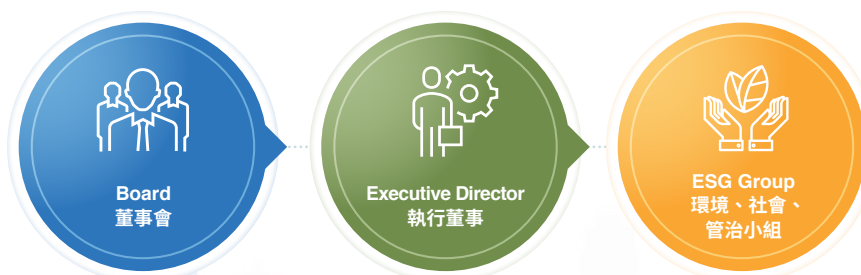 Board
董事會
Executive Director
執行董事
ESG Group
環境、社會、
管治小組